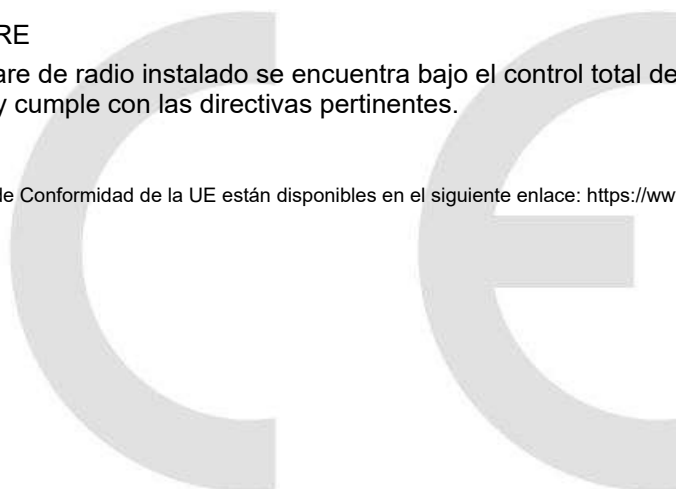 RE
are de radio instalado se encuentra bajo el control total de
y cumple con las directivas pertinentes.
de Conformidad de la UE están disponibles en el siguiente enlace: https://ww
CE